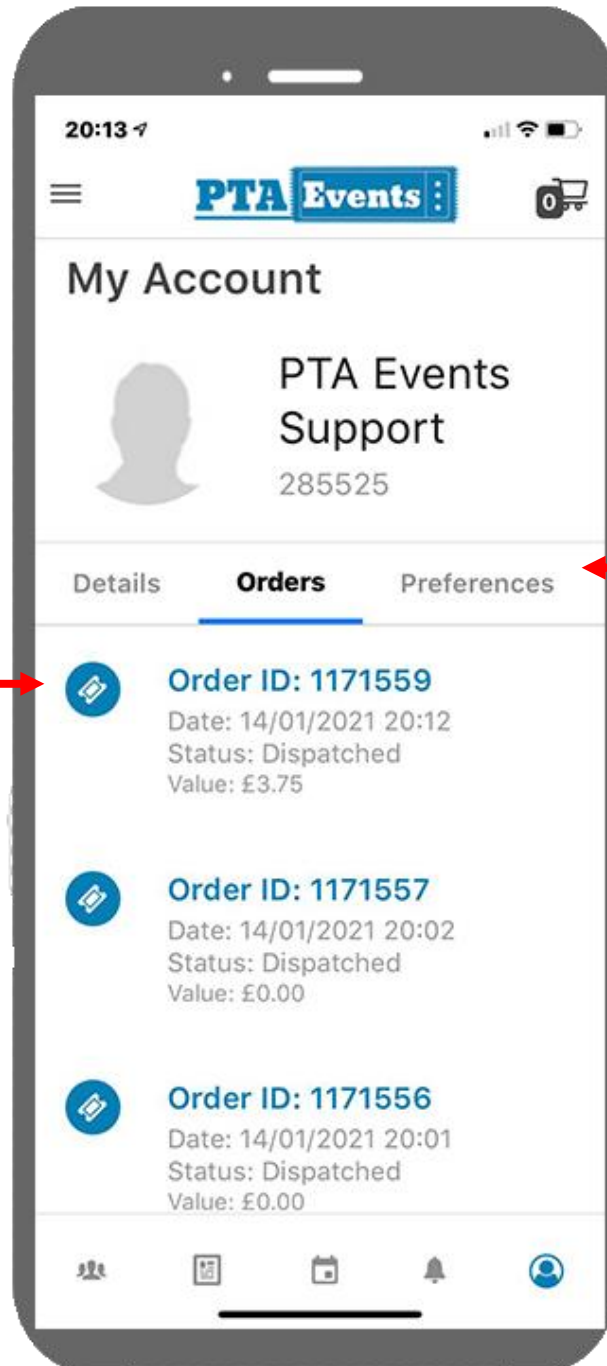 20:13
PTA Events
0
My Account
PTA Events
Support
285525
Details Orders Preferences
Order ID: 1171559
Date: 14/01/2021 20:12
Status: Dispatched
Value: £3.75
Order ID: 1171557
Date: 14/01/2021 20:02
Status: Dispatched
Value: £0.00
Order ID: 1171556
Date: 14/01/2021 20:01
Status: Dispatched
Value: £0.00